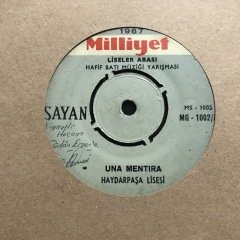 1967
Milliyet
LİSELER ARASI
HAFİF BATI MÜZİĞİ YARIŞMASI
SAYAN
MS - 1002
MG - 1002/
UNA MENTIRA
HAYDARPAŞA LİSESİ